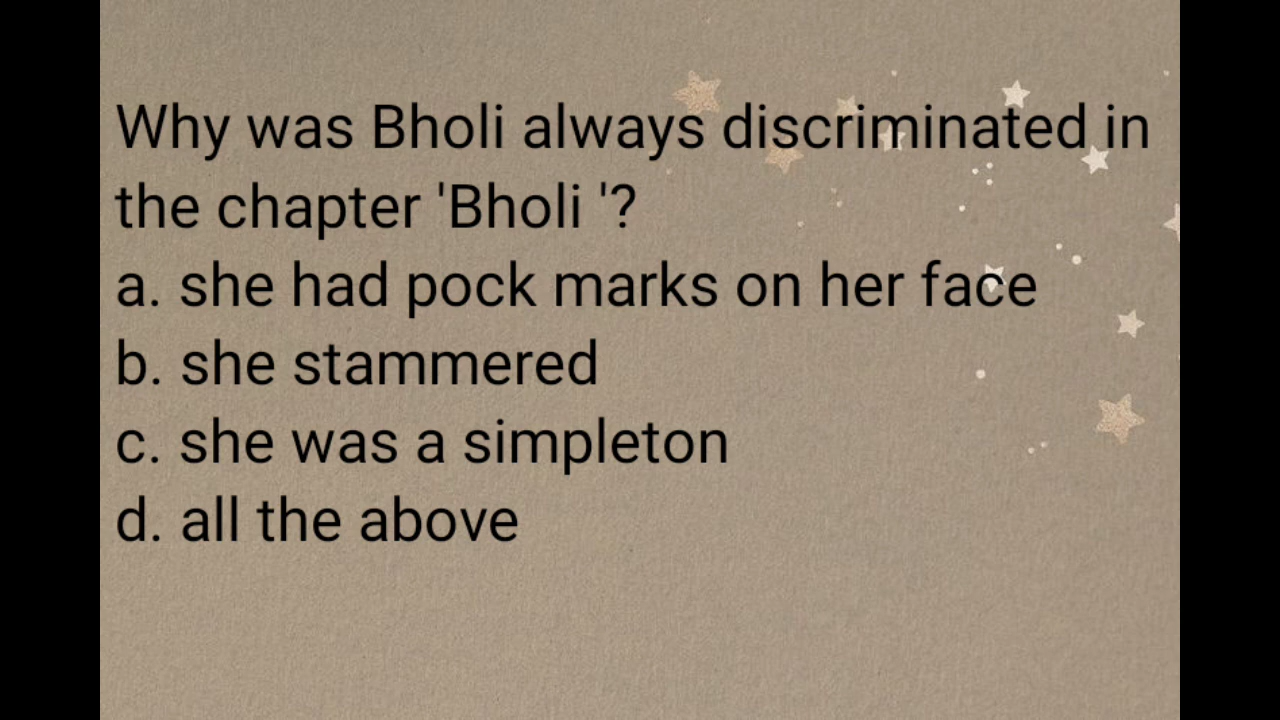 Why was Bholi always discriminated in
the chapter 'Bholi '?
a. she had pock marks on her face
b. she stammered
c. she was a simpleton
d. all the above